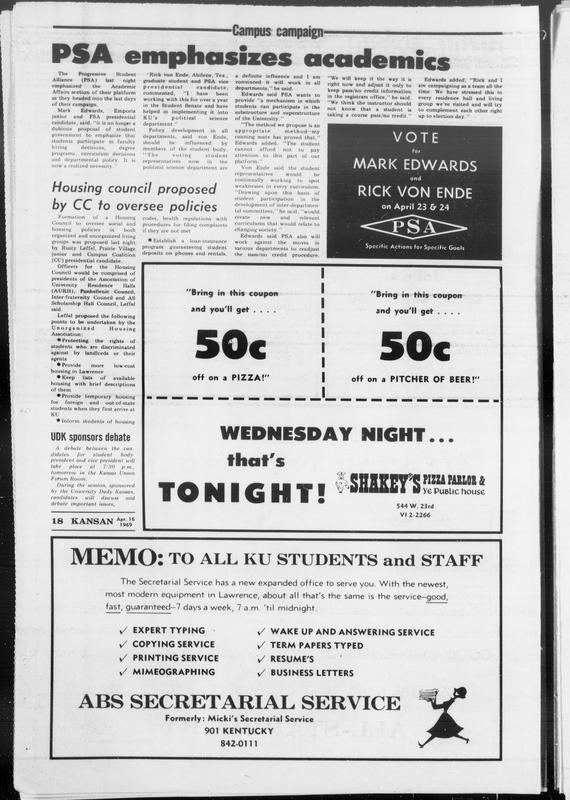 Campus campaign
PSA emphasizes academics
The Progressive Student
Alliance (PSA) last night
emphasized the Academic
Affairs section of their platform
as they headed into the last days
of their campaign.
Mark Edwards, Emporia
junior and PSA presidential
candidate, said, "it is no longer a
dubious proposal of student
government to emphasize that
students participate in faculty
hiring decisions, degree
programs, curriculum decisions
and departmental policy. It is
now a realized necessity."
Rick von Ende, Abilene, Tex.,
graduate student and PSA vice
presidential candidate,
commented, "I have been
working with this for over a year
in the Student Senate and have
helped in implementing it into
KU's political science
department."
Policy development in all
departments, said von Ende,
should be influenced by
members of the student body.
"The voting student
representatives now in the
political science department are
a definite influence and I am
convinced it will work in all
departments," he said.
Edwards said PSA wants to
provide "a mechanism in which
students can participate in the
substructure and superstructure
of the University.
"The method we propose is an
appropriate method—my
running mate has proved that,"
Edwards added. "The student
cannot afford not to pay
attention to this part of our
platform."
Von Ende said the student
representatives would be
continually working to spot
weaknesses in every curriculum.
"Drawing upon this basis of
student participation in the
development of inter-departmen-
tal committees," he said, "would
create new and relevant
curriculums that would relate to
changing society."
Edwards said PSA also will
work against the moves in
various departments to readjust
the pass/no credit procedure.
"We will keep it the way it is
right now and adjust it only to
keep pass/no credit information
in the registrars office," he said.
"We think the instructor should
not know that a student is
taking a course pass/no credit."
Edwards added, "Rick and I
are campaigning as a team all the
time. We have stressed this in
every residence hall and living
group we've visited and will try
to complement each other right
up to election day."
VOTE
for
MARK EDWARDS
and
RICK VON ENDE
on April 23 & 24
PSA
Specific Actions for Specific Goals
Housing council proposed
by CC to oversee policies
Formation of a Housing
Council to oversee social and
housing policies in both
organized and unorganized living
groups was proposed last night
by Rusty Leffel, Prairie Village
junior and Campus Coalition
(CC) presidential candidate.
Officers for the Housing
Council would be comprised of
presidents of the Association of
University Residence Halls
(AURH), Panhellenic Council,
Inter-fraternity Council and All
Scholarship Hall Council, Leffel
said.
Leffel proposed the following
points to be undertaken by the
Unorganized Housing
Association:
● Protecting the rights of
students who are discriminated
against by landlords or their
agents
● Provide more low-cost
housing in Lawrence
● Keep lists of available
housing with brief descriptions
of them
● Provide temporary housing
for foreign and out-of-state
students when they first arrive at
KU
● Inform students of housing
codes, health regulations with
procedures for filing complaints
if they are not met
● Establish a loan-insurance
program guaranteeing student
deposits on phones and rentals.
UDK sponsors debate
A debate between the can-
didates for student body
president and vice president will
take place at 7:30 p.m.,
tomorrow in the Kansas Union
Forum Room.
During the session, sponsored
by the University Daily Kansan,
candidates will discuss and
debate important issues,
18 KANSAN Apr. 16
1969
"Bring in this coupon
and you'll get . . . .
50c
off on a PIZZA!"
"Bring in this coupon
and you'll get . . . .
50c
off on a PITCHER OF BEER!"
WEDNESDAY NIGHT...
that's
TONIGHT!
SHAKEY'S PIZZA PARLOR &
Ye Public house
544 W. 23rd
VI 2-2266
MEMO: TO ALL KU STUDENTS and STAFF
The Secretarial Service has a new expanded office to serve you. With the newest,
most modern equipment in Lawrence, about all that's the same is the service—good,
fast, guaranteed—7 days a week, 7 a.m. 'til midnight.
✓ EXPERT TYPING
✓ COPYING SERVICE
✓ PRINTING SERVICE
✓ MIMEOGRAPHING
✓ WAKE UP AND ANSWERING SERVICE
✓ TERM PAPERS TYPED
✓ RESUME'S
✓ BUSINESS LETTERS
ABS SECRETARIAL SERVICE
Formerly: Micki's Secretarial Service
901 KENTUCKY
842-0111